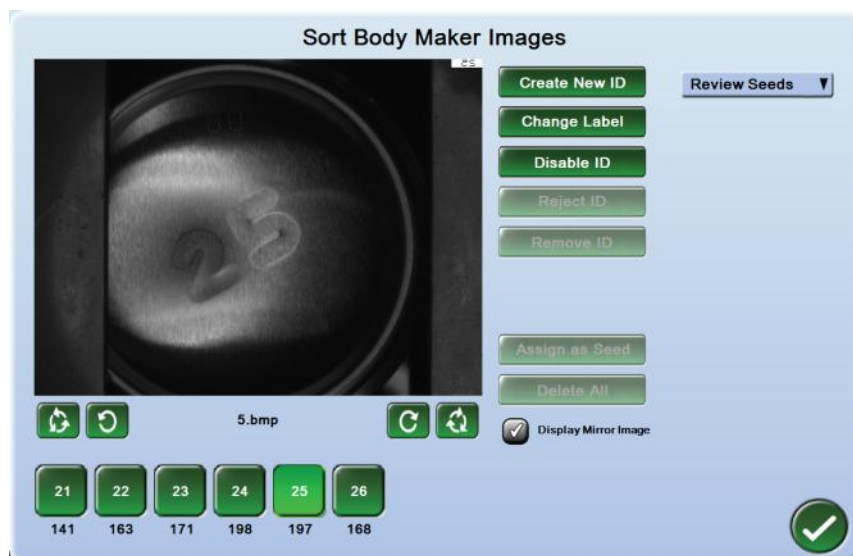 Sort Body Maker Images
25
25
Create New ID
Review Seeds
Change Label
Disable ID
Reject ID
Remove ID
Assign as Seed
Delete All
5.bmp
Display Mirror Image
21 22 23 24 25 26
141 163 171 198 197 168